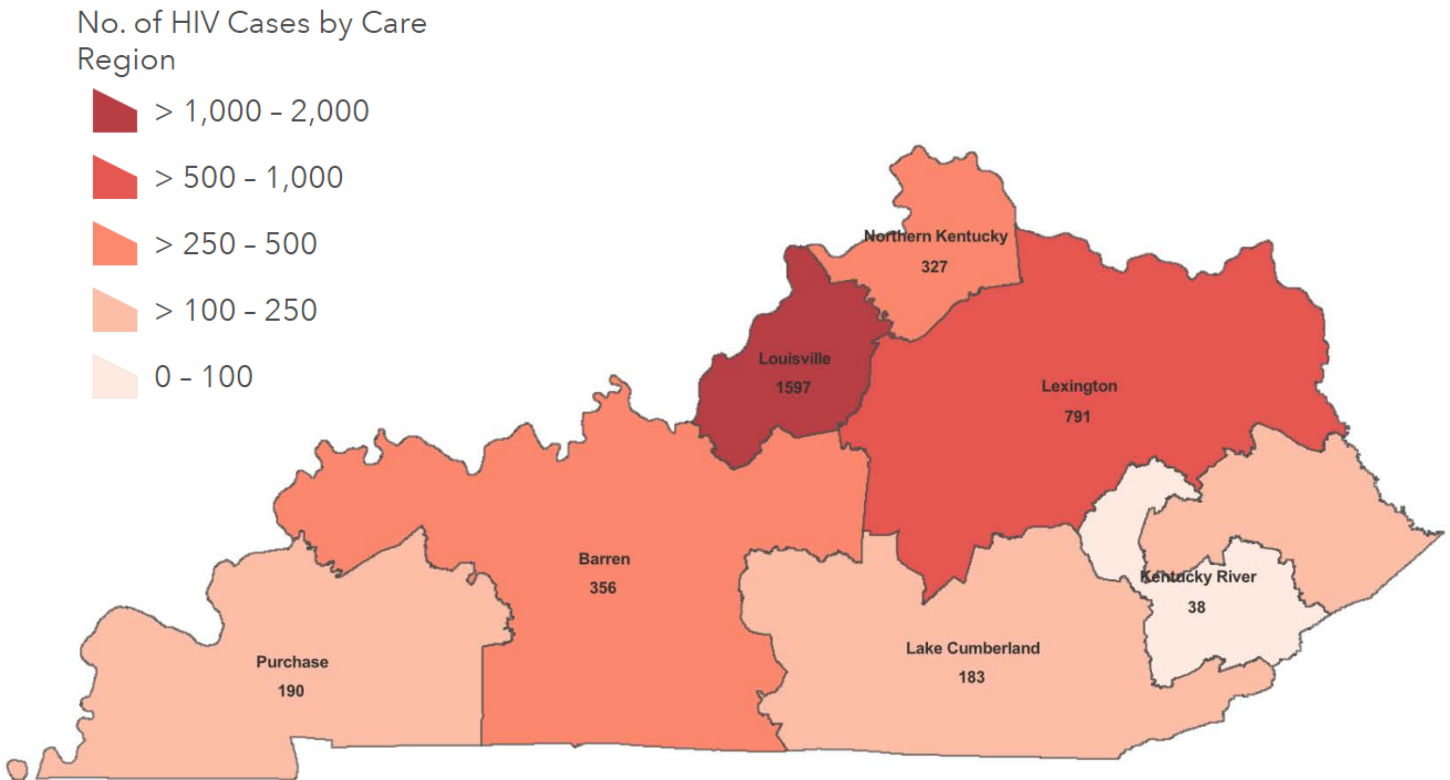 No. of HIV Cases by Care
Region
> 1,000 – 2,000
> 500 – 1,000
> 250 – 500
> 100 – 250
0 – 100
Northern Kentucky
327
Louisville
1597
Lexington
791
Barren
356
Kentucky River
38
Lake Cumberland
183
Purchase
190